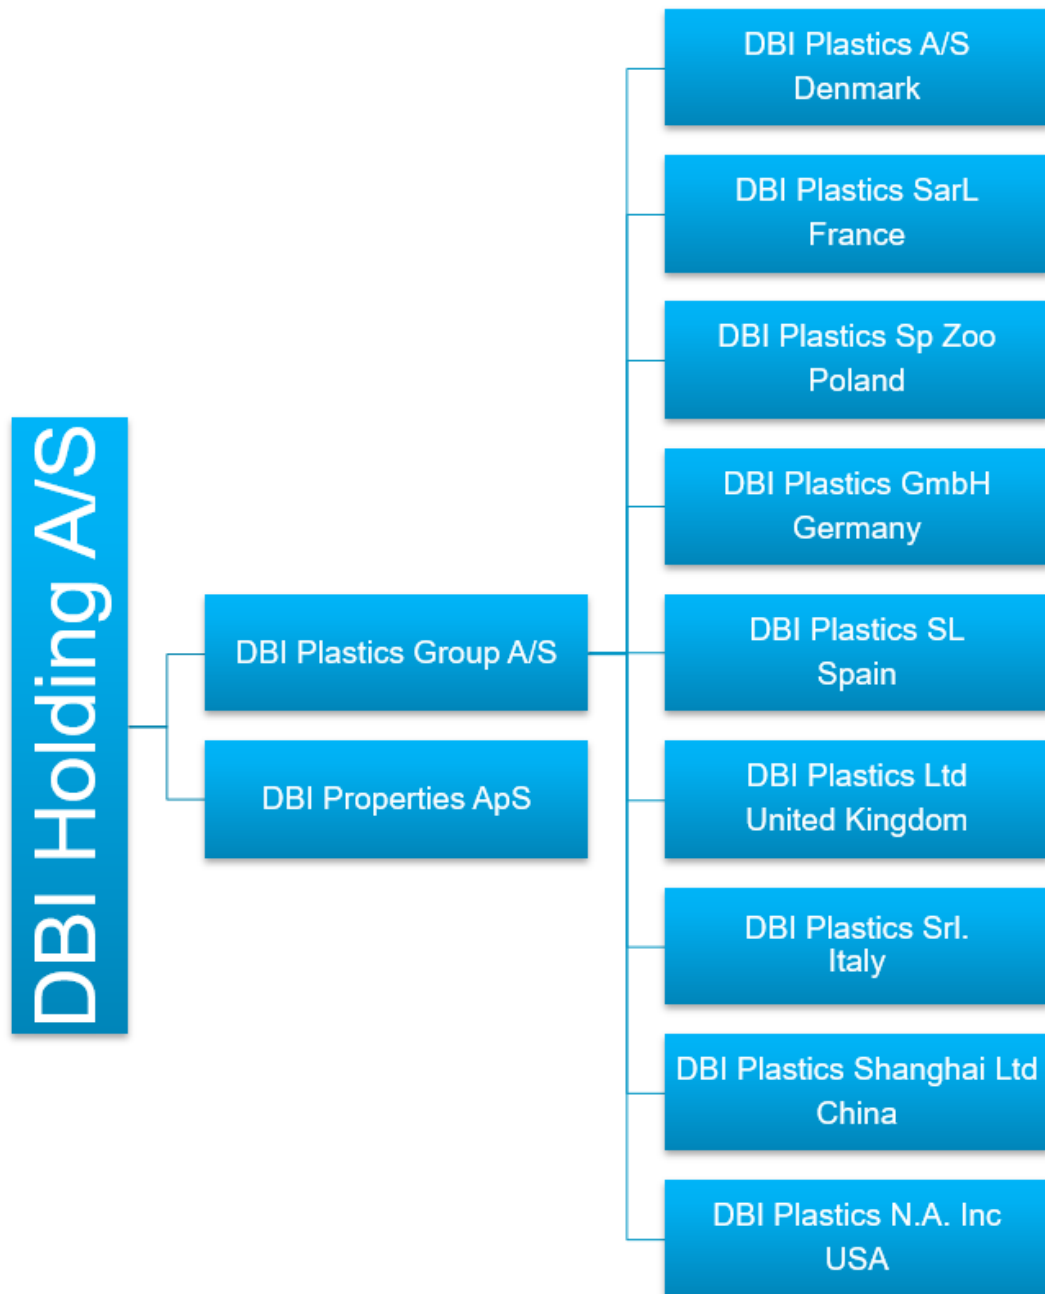 DBI Holding A/S
DBI Plastics Group A/S
DBI Properties ApS
DBI Plastics A/S
Denmark
DBI Plastics SarL
France
DBI Plastics Sp Zoo
Poland
DBI Plastics GmbH
Germany
DBI Plastics SL
Spain
DBI Plastics Ltd
United Kingdom
DBI Plastics Srl.
Italy
DBI Plastics Shanghai Ltd
China
DBI Plastics N.A. Inc
USA